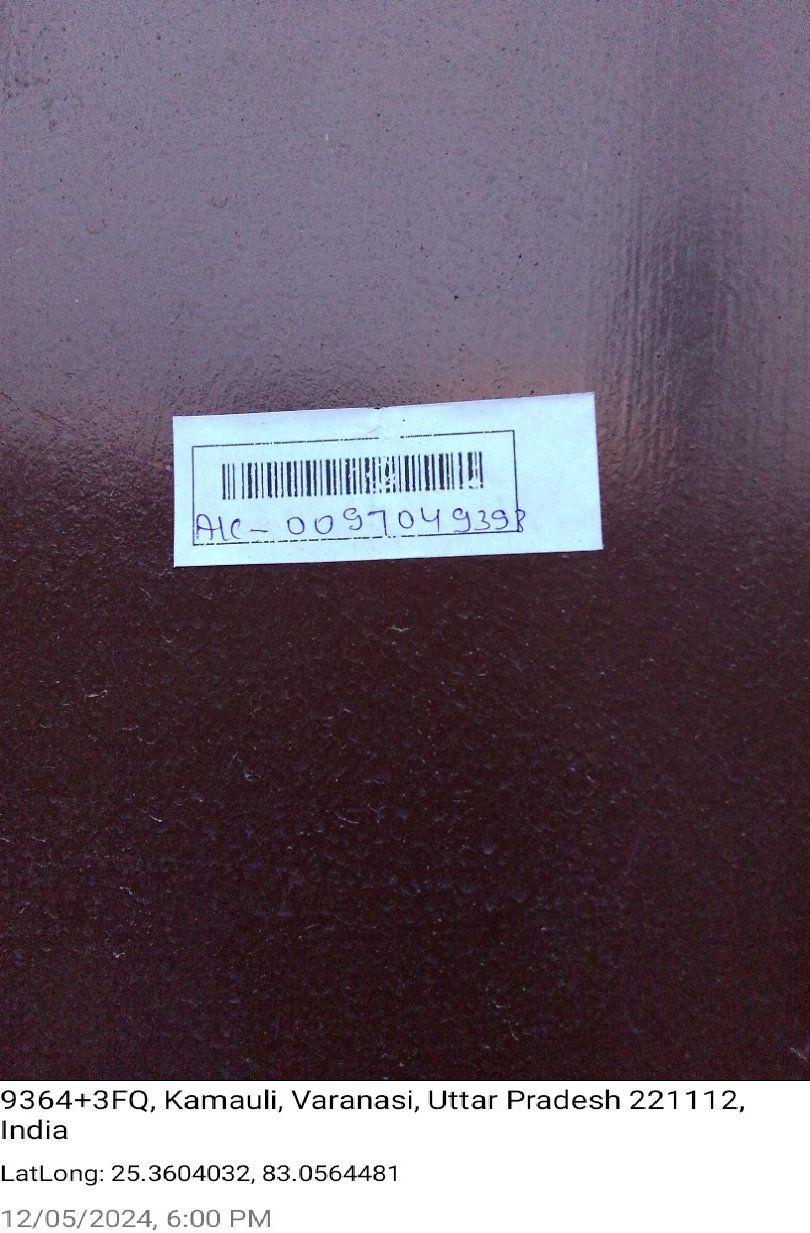 A/C - 0097049398
9364+3FQ, Kamauli, Varanasi, Uttar Pradesh 221112,
India
LatLong: 25.3604032, 83.0564481
12/05/2024, 6:00 PM